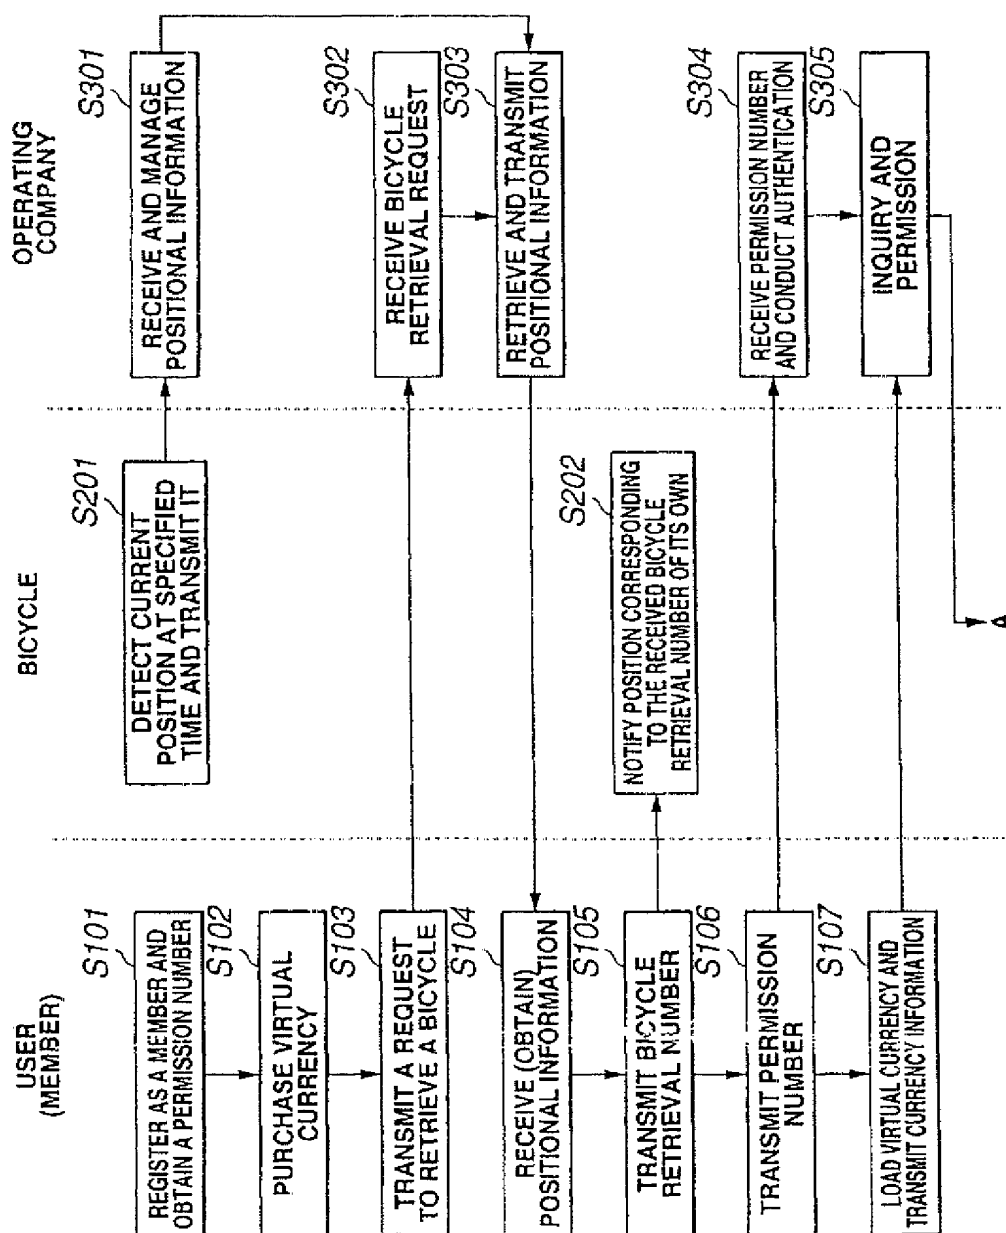 USER
(MEMBER)
S101
REGISTER AS A MEMBER AND
OBTAIN A PERMISSION NUMBER
S102
PURCHASE VIRTUAL
CURRENCY
S103
TRANSMIT A REQUEST
TO RETRIEVE A BICYCLE
S104
RECEIVE (OBTAIN)
POSITIONAL INFORMATION
S105
TRANSMIT BICYCLE
RETRIEVAL NUMBER
S106
TRANSMIT PERMISSION
NUMBER
S107
LOAD VIRTUAL CURRENCY AND
TRANSMIT CURRENCY INFORMATION
BICYCLE
S201
DETECT CURRENT
POSITION AT SPECIFIED
TIME AND TRANSMIT IT
S202
NOTIFY POSITION CORRESPONDING
TO THE RECEIVED BICYCLE
RETRIEVAL NUMBER OF ITS OWN
A
OPERATING
COMPANY
S301
RECEIVE AND MANAGE
POSITIONAL INFORMATION
S302
RECEIVE BICYCLE
RETRIEVAL REQUEST
S303
RETRIEVE AND TRANSMIT
POSITIONAL INFORMATION
S304
RECEIVE PERMISSION NUMBER
AND CONDUCT AUTHENTICATION
S305
INQUIRY AND
PERMISSION